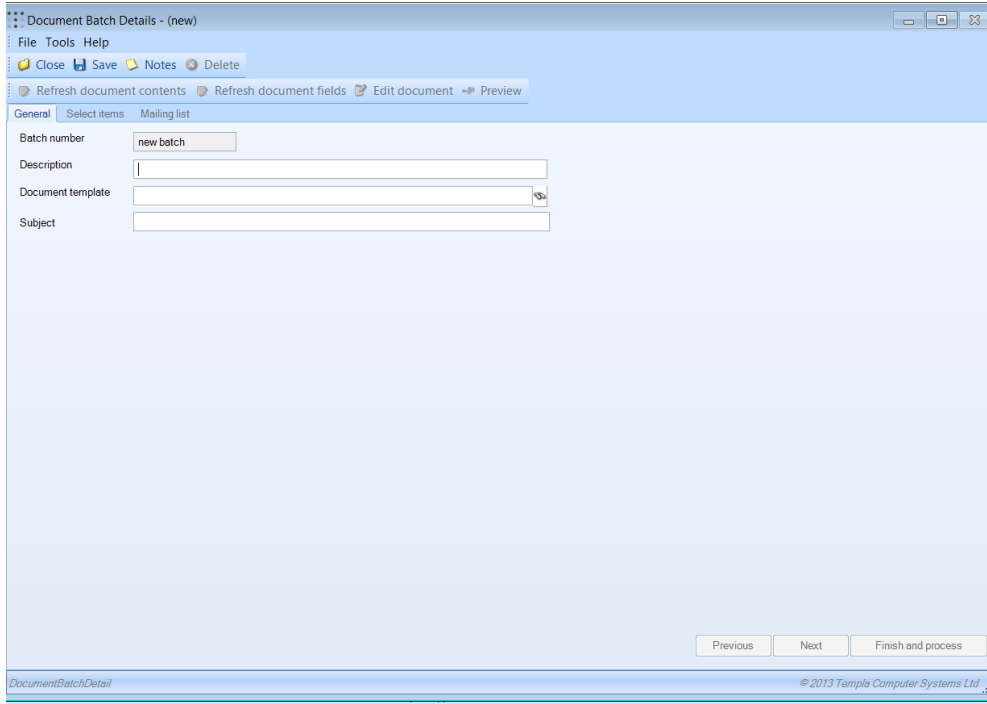 Document Batch Details - (new)
File Tools Help
Close Save Notes Delete
Refresh document contents Refresh document fields Edit document Preview
General Select items Mailing list
Batch number new batch
Description
Document template
Subject
Previous Next Finish and process
DocumentBatchDetail © 2013 Templa Computer Systems Ltd